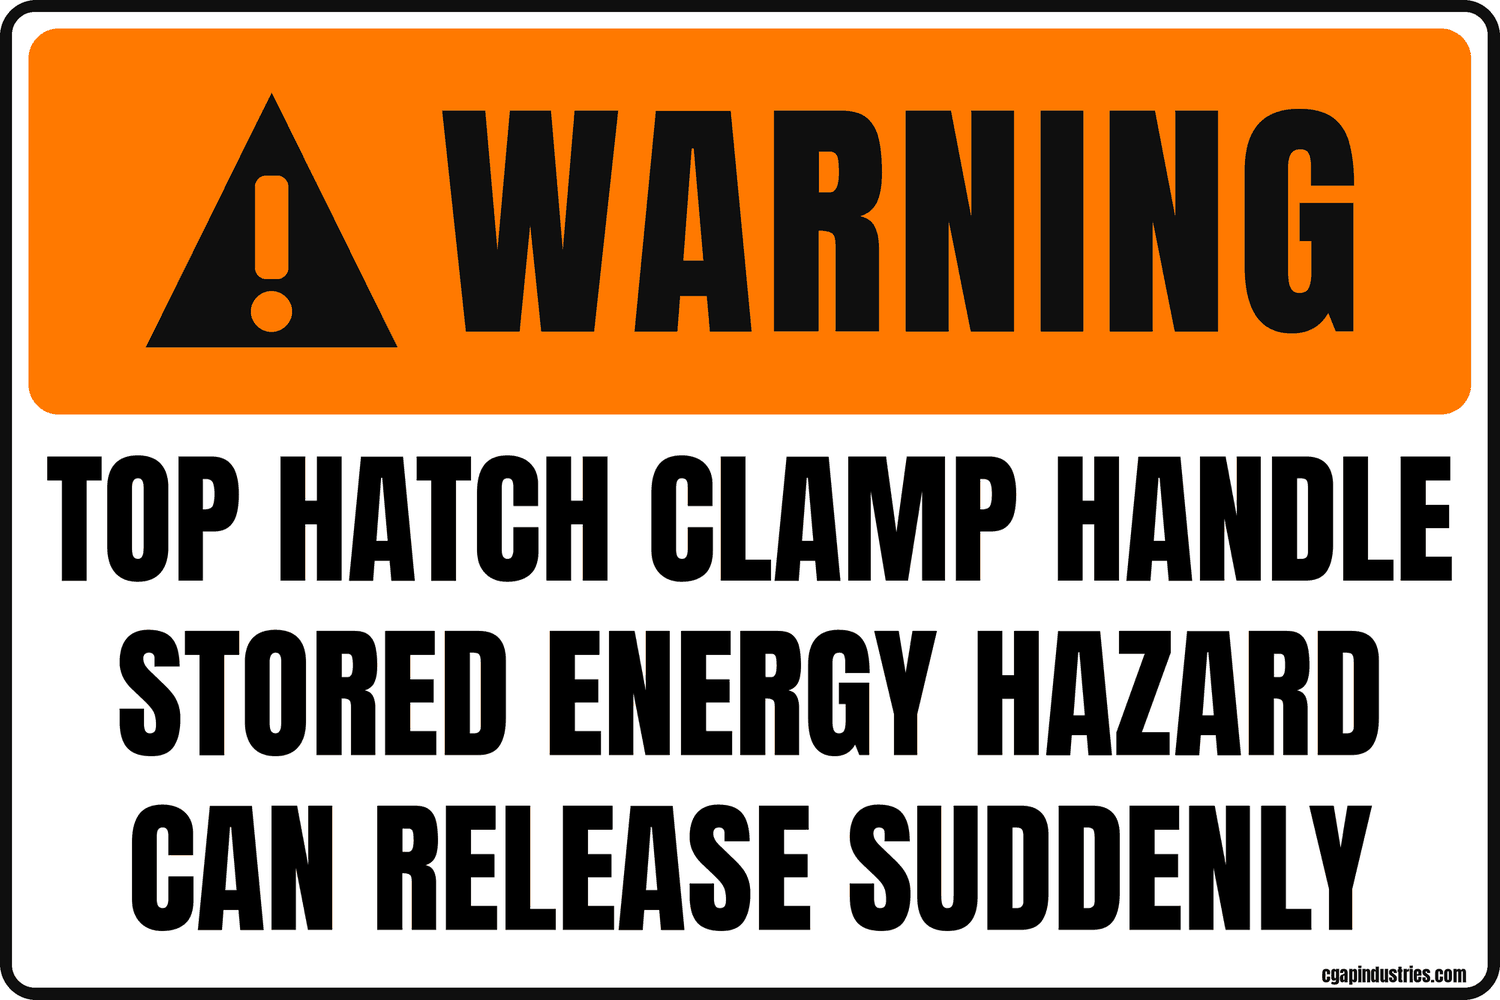 WARNING
TOP HATCH CLAMP HANDLE
STORED ENERGY HAZARD
CAN RELEASE SUDDENLY
cgapindustries.com